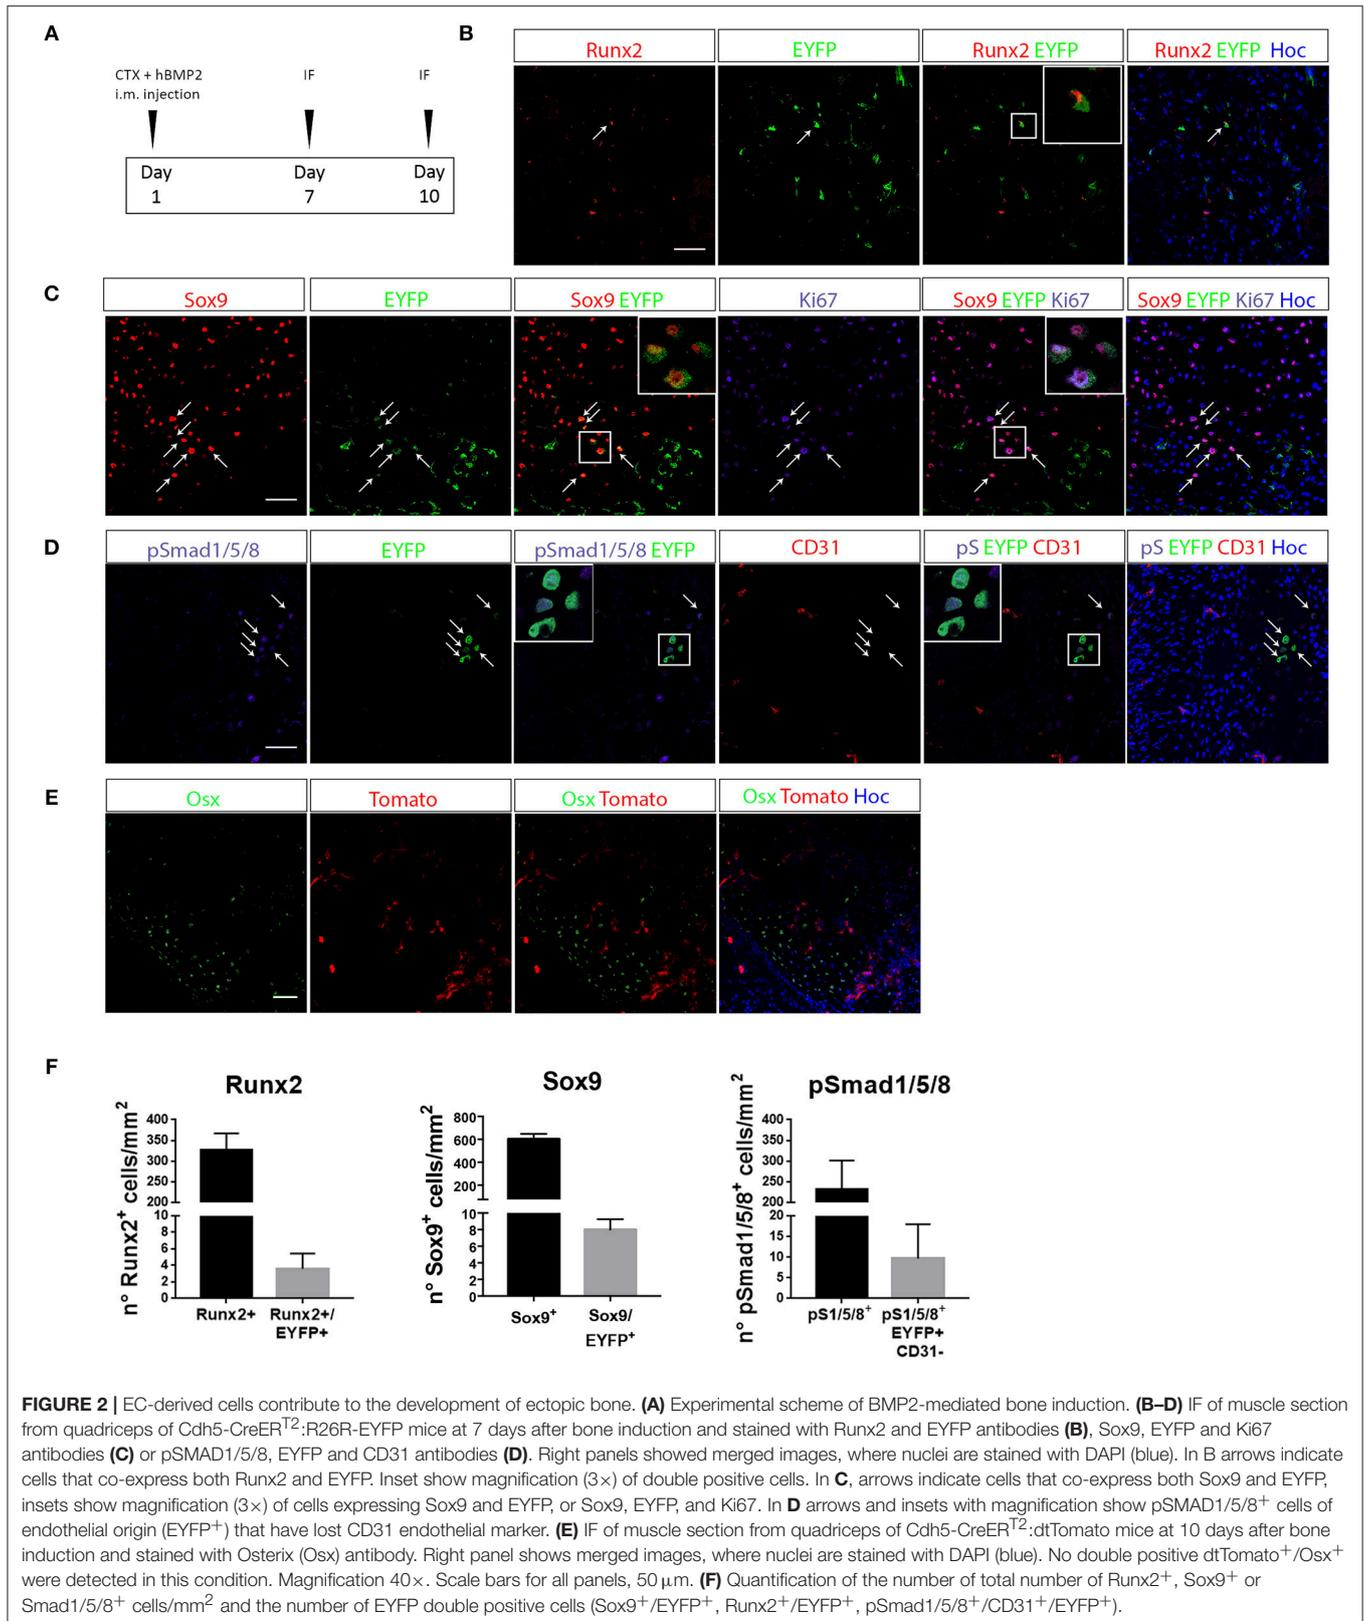 A
CTX + hBMP2
i.m. injection
IF
IF
Day
1
Day
7
Day
10
B
Runx2
EYFP
Runx2 EYFP
Runx2 EYFP Hoc
C
Sox9
EYFP
Sox9 EYFP
Ki67
Sox9 EYFP Ki67
Sox9 EYFP Ki67 Hoc
D
pSmad1/5/8
EYFP
pSmad1/5/8 EYFP
CD31
pS EYFP CD31
pS EYFP CD31 Hoc
E
Osx
Tomato
Osx Tomato
Osx Tomato Hoc
F
Runx2
n° Runx2⁺ cells/mm²
400
350
300
250
200
10
8
6
4
2
0
Runx2+
Runx2+/
EYFP+
Sox9
n° Sox9⁺ cells/mm²
800
600
400
200
10
8
6
4
2
0
Sox9⁺
Sox9/
EYFP⁺
pSmad1/5/8
n° pSmad1/5/8⁺ cells/mm²
400
350
300
250
200
20
15
10
5
0
pS1/5/8⁺
pS1/5/8⁺
EYFP+
CD31-
FIGURE 2 | EC-derived cells contribute to the development of ectopic bone. (A) Experimental scheme of BMP2-mediated bone induction. (B–D) IF of muscle section
from quadriceps of Cdh5-CreERᵀ²:R26R-EYFP mice at 7 days after bone induction and stained with Runx2 and EYFP antibodies (B), Sox9, EYFP and Ki67
antibodies (C) or pSMAD1/5/8, EYFP and CD31 antibodies (D). Right panels showed merged images, where nuclei are stained with DAPI (blue). In B arrows indicate
cells that co-express both Runx2 and EYFP. Inset show magnification (3×) of double positive cells. In C, arrows indicate cells that co-express both Sox9 and EYFP,
insets show magnification (3×) of cells expressing Sox9 and EYFP, or Sox9, EYFP, and Ki67. In D arrows and insets with magnification show pSMAD1/5/8⁺ cells of
endothelial origin (EYFP⁺) that have lost CD31 endothelial marker. (E) IF of muscle section from quadriceps of Cdh5-CreERᵀ²:dtTomato mice at 10 days after bone
induction and stained with Osterix (Osx) antibody. Right panel shows merged images, where nuclei are stained with DAPI (blue). No double positive dtTomato⁺/Osx⁺
were detected in this condition. Magnification 40×. Scale bars for all panels, 50 µm. (F) Quantification of the number of total number of Runx2⁺, Sox9⁺ or
Smad1/5/8⁺ cells/mm² and the number of EYFP double positive cells (Sox9⁺/EYFP⁺, Runx2⁺/EYFP⁺, pSmad1/5/8⁺/CD31⁺/EYFP⁺).